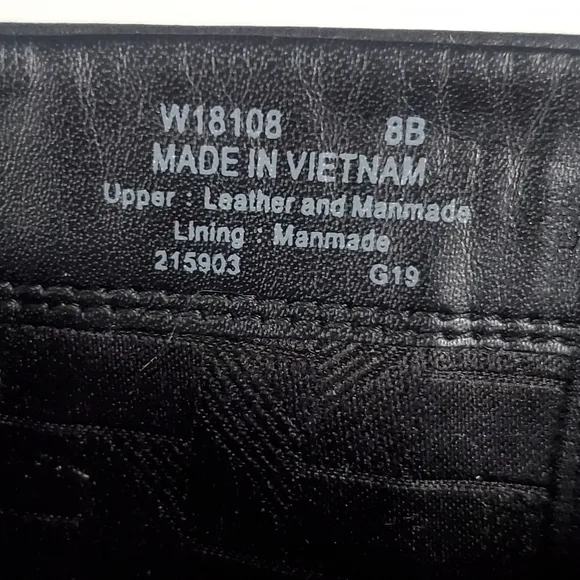 W18108 8B
MADE IN VIETNAM
Upper : Leather and Manmade
Lining : Manmade
215903 G19